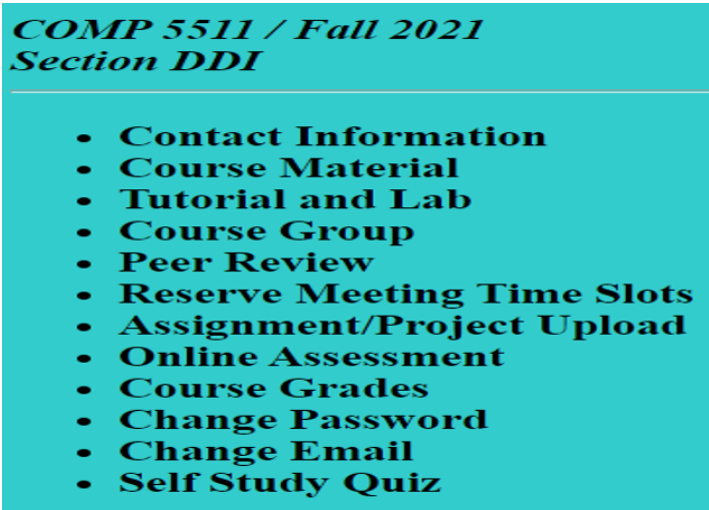 COMP 5511 / Fall 2021
Section DDI
• Contact Information
• Course Material
• Tutorial and Lab
• Course Group
• Peer Review
• Reserve Meeting Time Slots
• Assignment/Project Upload
• Online Assessment
• Course Grades
• Change Password
• Change Email
• Self Study Quiz